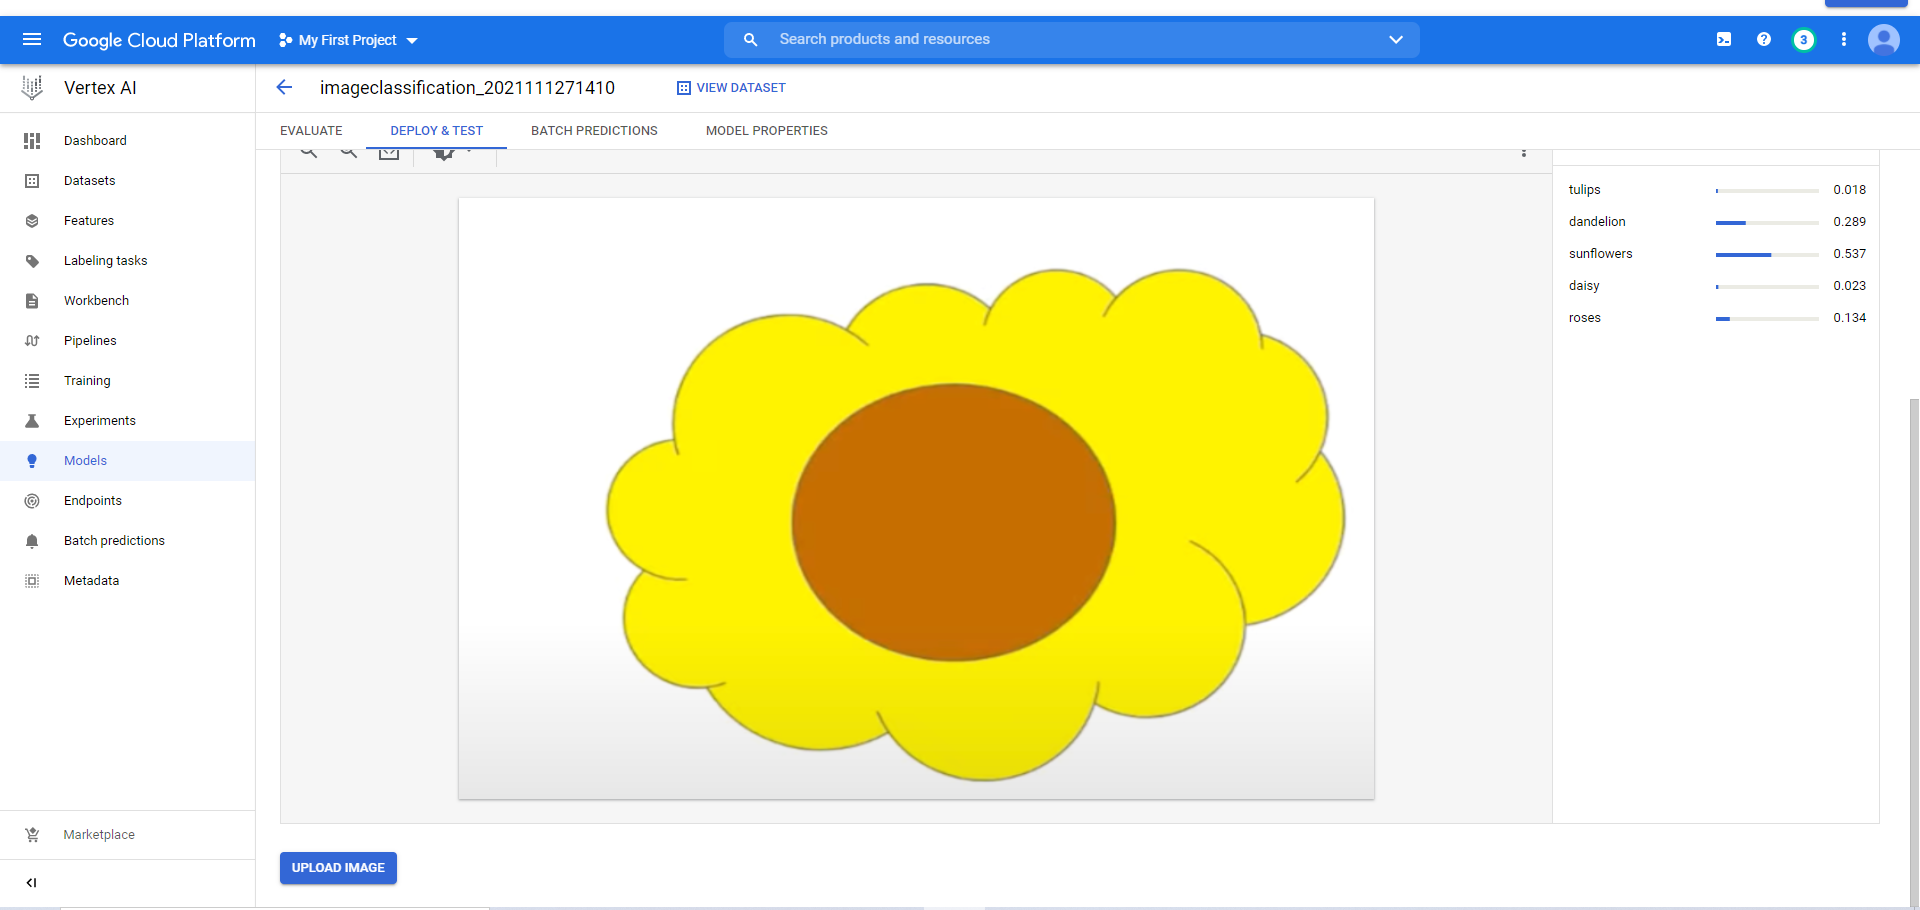 Google Cloud Platform
My First Project
Search products and resources
3
Vertex AI
imageclassification_2021111271410
VIEW DATASET
EVALUATE
DEPLOY & TEST
BATCH PREDICTIONS
MODEL PROPERTIES
Dashboard
Datasets
Features
Labeling tasks
Workbench
Pipelines
Training
Experiments
Models
Endpoints
Batch predictions
Metadata
Marketplace
tulips 0.018
dandelion 0.289
sunflowers 0.537
daisy 0.023
roses 0.134
UPLOAD IMAGE